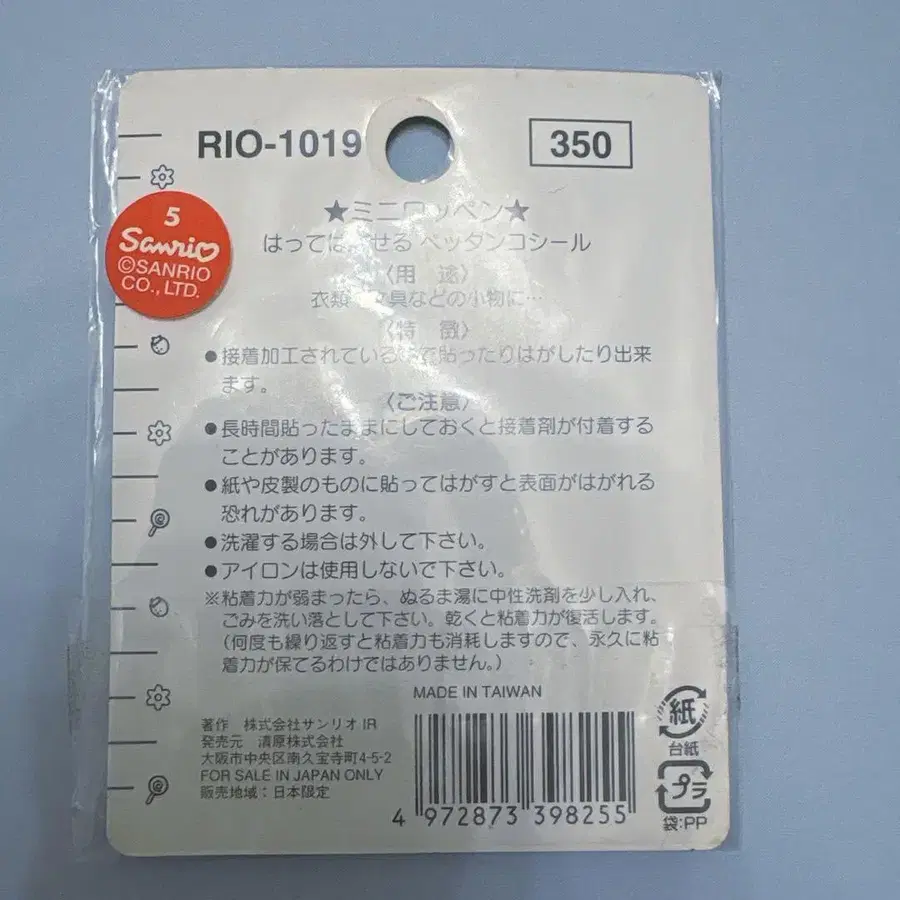 RIO-1019
350
5
Sanrio
©SANRIO
CO., LTD.
★ミニワッペン★
はってはがせる ペッタンコシール
〈用 途〉
衣類 具などの小物に…
〈特 徴〉
●接着加工されている で貼ったりはがしたり出来
ます。
〈ご注意〉
●長時間貼ったままにしておくと接着剤が付着する
ことがあります。
●紙や皮製のものに貼ってはがすと表面がはがれる
恐れがあります。
●洗濯する場合は外して下さい。
●アイロンは使用しないで下さい。
※粘着力が弱まったら、ぬるま湯に中性洗剤を少し入れ、
ごみを洗い落として下さい。乾くと粘着力が復活します。
(何度も繰り返すと粘着力も消耗しますので、永久に粘
着力が保てるわけではありません。)
MADE IN TAIWAN
著作 株式会社サンリオ IR
発売元 清原株式会社
大阪市中央区南久宝寺町4-5-2
FOR SALE IN JAPAN ONLY
販売地域：日本限定
4 972873 398255
紙
台紙
プラ
袋:PP